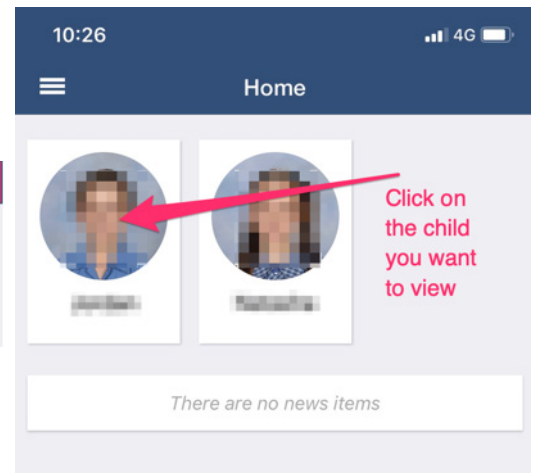 10:26
4G
Home
Click on
the child
you want
to view
There are no news items